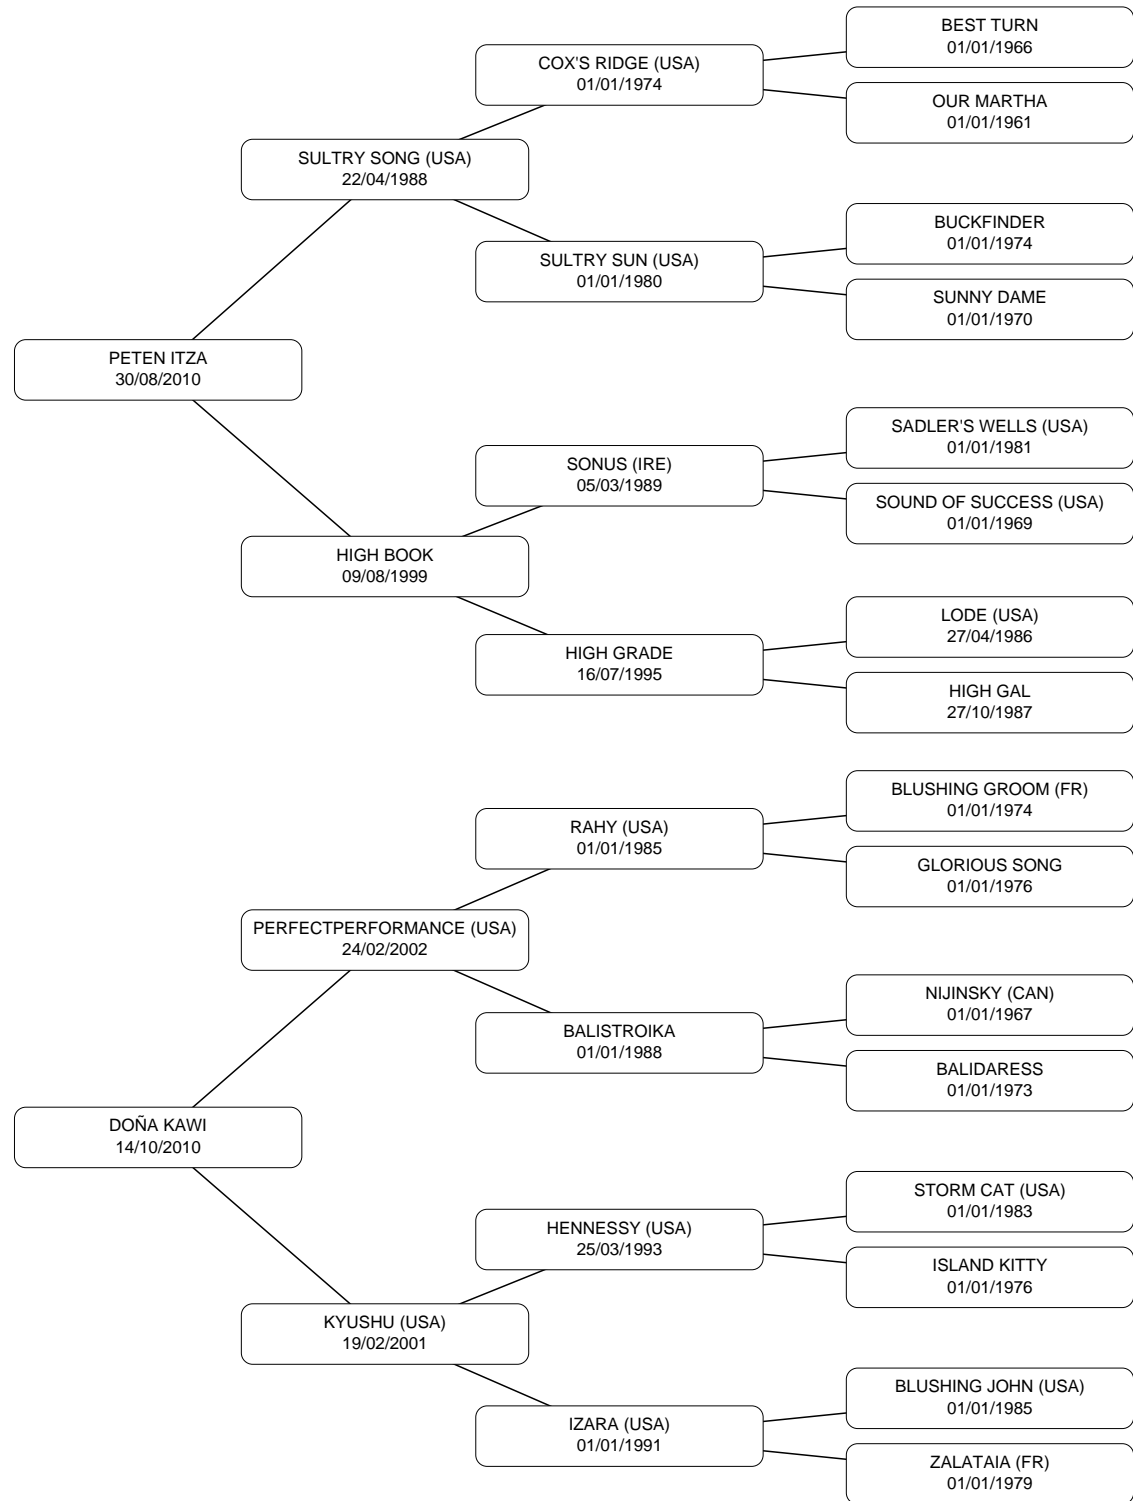 BEST TURN
01/01/1966
COX'S RIDGE (USA)
01/01/1974
OUR MARTHA
01/01/1961
SULTRY SONG (USA)
22/04/1988
BUCKFINDER
01/01/1974
SULTRY SUN (USA)
01/01/1980
SUNNY DAME
01/01/1970
PETEN ITZA
30/08/2010
SADLER'S WELLS (USA)
01/01/1981
SONUS (IRE)
05/03/1989
SOUND OF SUCCESS (USA)
01/01/1969
HIGH BOOK
09/08/1999
LODE (USA)
27/04/1986
HIGH GRADE
16/07/1995
HIGH GAL
27/10/1987
BLUSHING GROOM (FR)
01/01/1974
RAHY (USA)
01/01/1985
GLORIOUS SONG
01/01/1976
PERFECTPERFORMANCE (USA)
24/02/2002
NIJINSKY (CAN)
01/01/1967
BALISTROIKA
01/01/1988
BALIDARESS
01/01/1973
DOÑA KAWI
14/10/2010
STORM CAT (USA)
01/01/1983
HENNESSY (USA)
25/03/1993
ISLAND KITTY
01/01/1976
KYUSHU (USA)
19/02/2001
BLUSHING JOHN (USA)
01/01/1985
IZARA (USA)
01/01/1991
ZALATAIA (FR)
01/01/1979